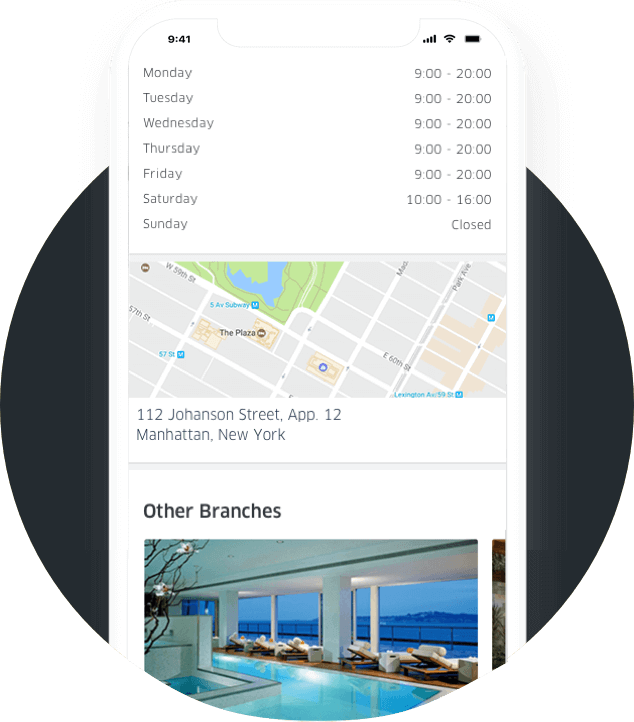 9:41
Monday 9:00 - 20:00
Tuesday 9:00 - 20:00
Wednesday 9:00 - 20:00
Thursday 9:00 - 20:00
Friday 9:00 - 20:00
Saturday 10:00 - 16:00
Sunday Closed
W 59th St
Park Ave
5 Av Subway M
57th St
The Plaza
57 St M
E 60th St
Lexington Av/59 St M
112 Johanson Street, App. 12
Manhattan, New York
Other Branches